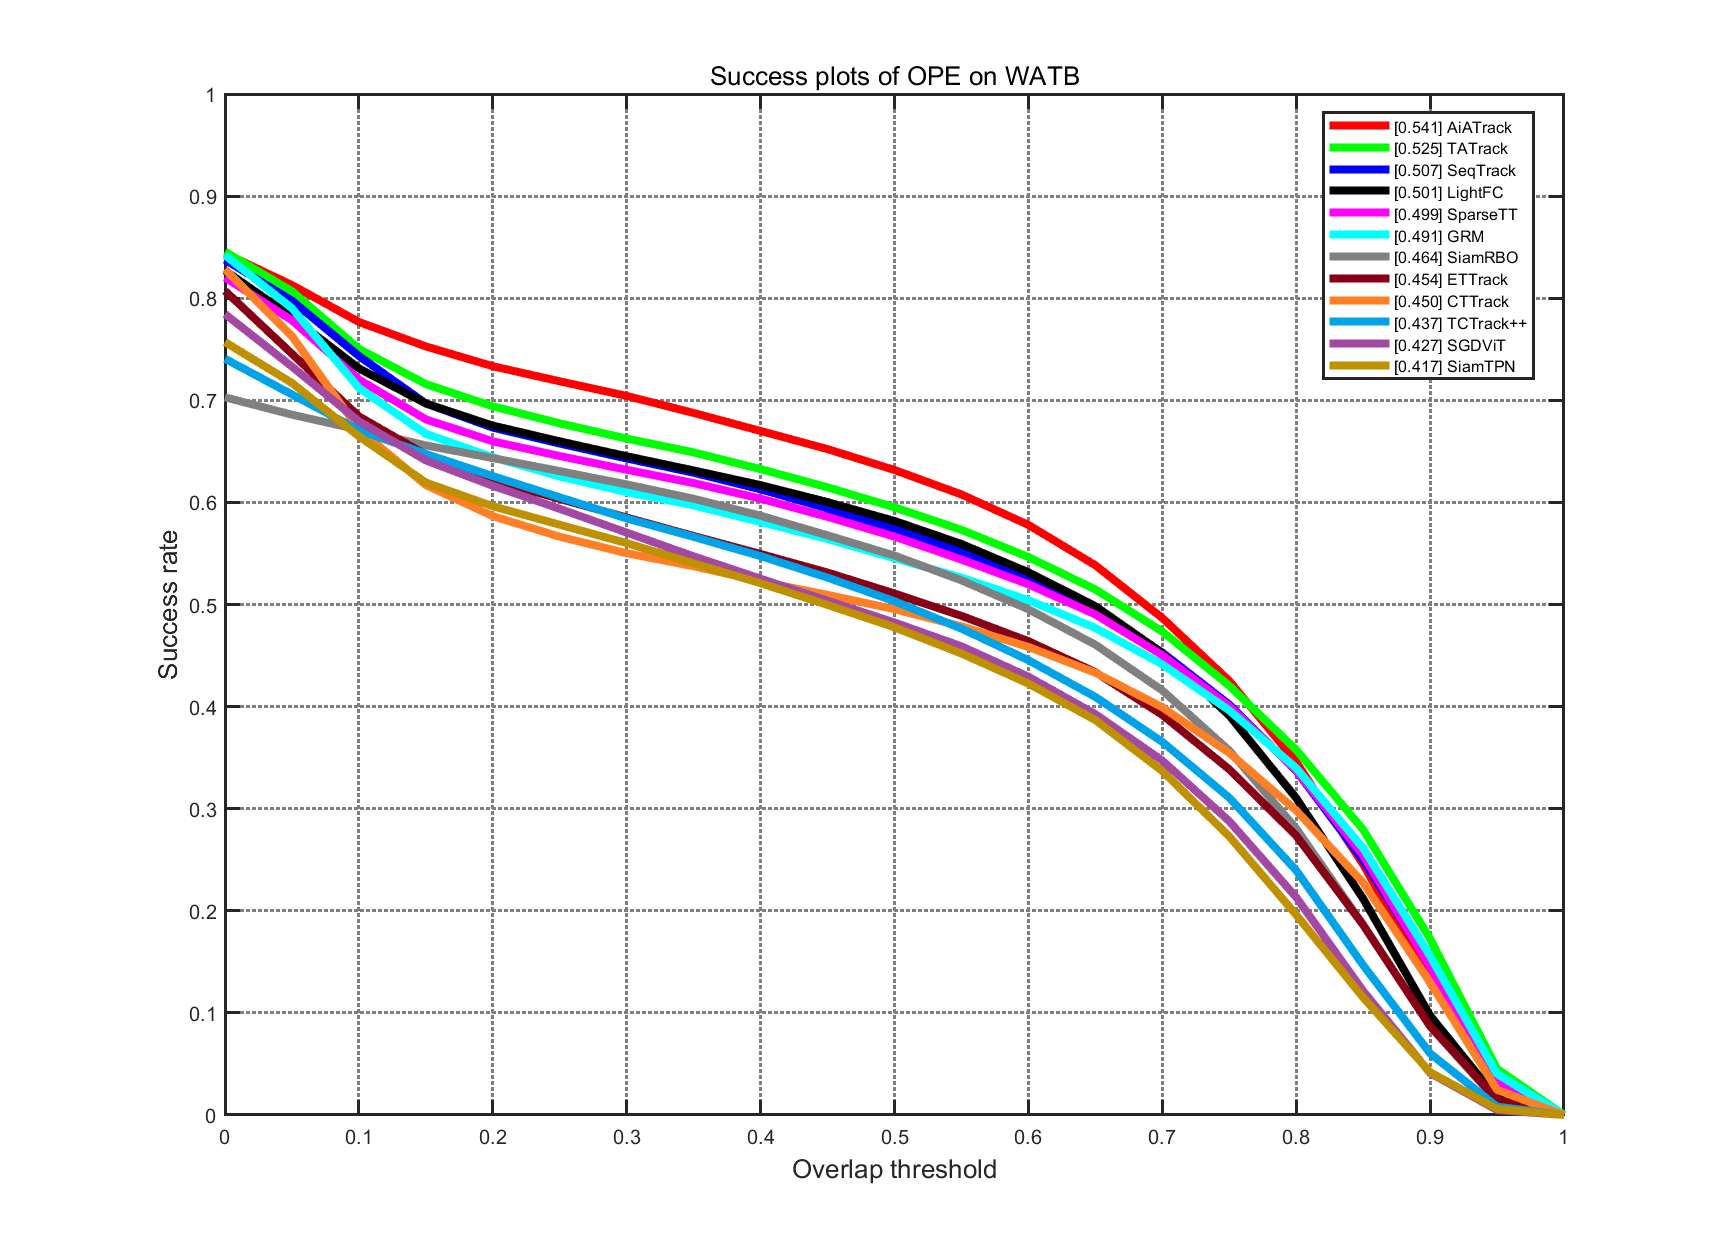 Success plots of OPE on WATB
1
0.9
0.8
0.7
0.6
0.5
0.4
0.3
0.2
0.1
0
Success rate
[0.541] AiATrack
[0.525] TATrack
[0.507] SeqTrack
[0.501] LightFC
[0.499] SparseTT
[0.491] GRM
[0.464] SiamRBO
[0.454] ETTrack
[0.450] CTTrack
[0.437] TCTrack++
[0.427] SGDViT
[0.417] SiamTPN
0 0.1 0.2 0.3 0.4 0.5 0.6 0.7 0.8 0.9 1
Overlap threshold